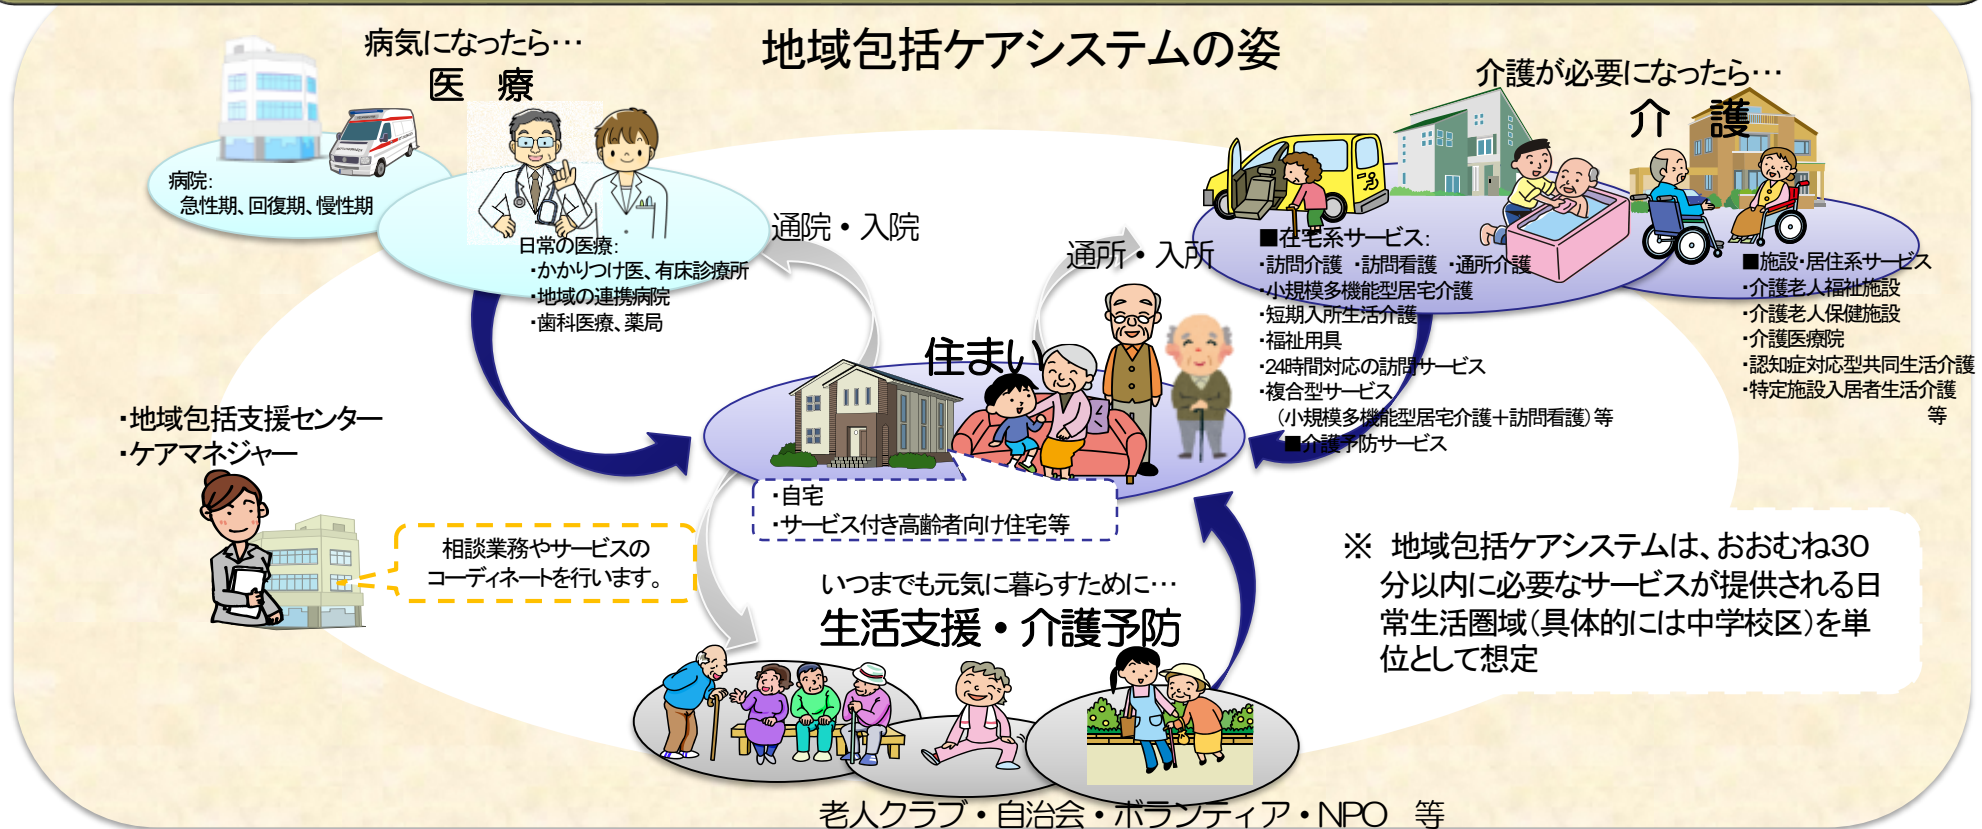 地域包括ケアシステムの姿
病気になったら…
医 療
病院:
急性期、回復期、慢性期
日常の医療:
・かかりつけ医、有床診療所
・地域の連携病院
・歯科医療、薬局
通院・入院
通所・入所
介護が必要になったら…
介 護
■在宅系サービス:
・訪問介護 ・訪問看護 ・通所介護
・小規模多機能型居宅介護
・短期入所生活介護
・福祉用具
・24時間対応の訪問サービス
・複合型サービス
(小規模多機能型居宅介護+訪問看護)等
■介護予防サービス
■施設・居住系サービス
・介護老人福祉施設
・介護老人保健施設
・介護医療院
・認知症対応型共同生活介護
・特定施設入居者生活介護
等
住まい
・自宅
・サービス付き高齢者向け住宅等
・地域包括支援センター
・ケアマネジャー
相談業務やサービスの
コーディネートを行います。
いつまでも元気に暮らすために…
生活支援・介護予防
老人クラブ・自治会・ボランティア・NPO 等
※ 地域包括ケアシステムは、おおむね30
分以内に必要なサービスが提供される日
常生活圏域(具体的には中学校区)を単
位として想定